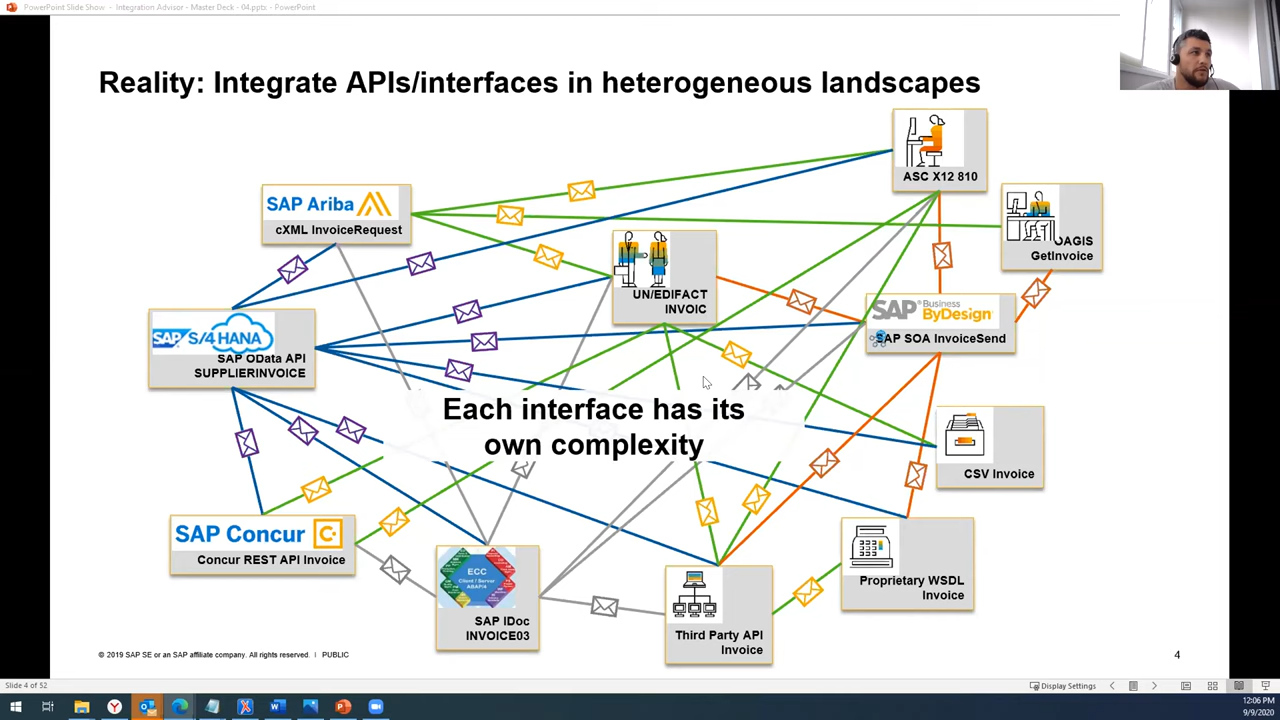 PowerPoint Slide Show - Integration Advisor - Master Deck - 04.pptx - PowerPoint
Reality: Integrate APIs/interfaces in heterogeneous landscapes
ASC X12 810
SAP Ariba
cXML InvoiceRequest
OAGIS
GetInvoice
UN/EDIFACT
INVOIC
SAP Business
ByDesign
SAP SOA InvoiceSend
SAP S/4HANA
SAP OData API
SUPPLIERINVOICE
Each interface has its
own complexity
CSV Invoice
SAP Concur C
Concur REST API Invoice
ECC
Client / Server
ABAP/4
SAP IDoc
INVOICE03
Third Party API
Invoice
Proprietary WSDL
Invoice
© 2019 SAP SE or an SAP affiliate company. All rights reserved. | PUBLIC
4
Slide 4 of 52
Display Settings
12:06 PM
9/9/2020